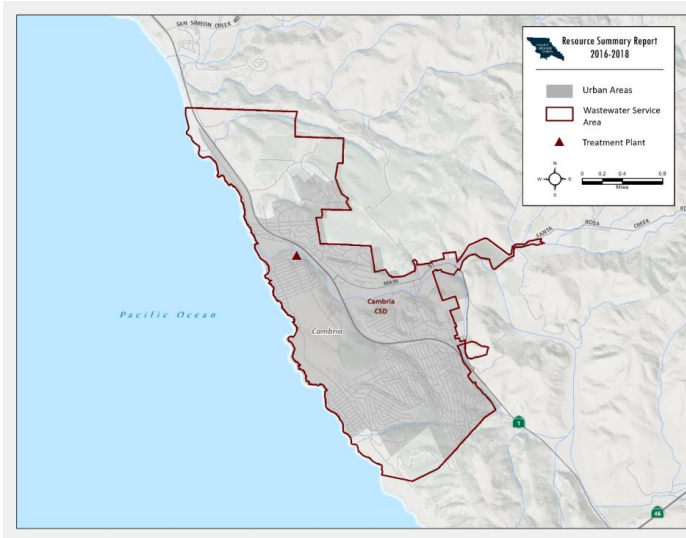 SAN SIMEON CREEK RD
Resource Summary Report
2016-2018
Urban Areas
Wastewater Service
Area
Treatment Plant
N
W
E
S
0 0.2 0.4 0.8
Miles
SANTA ROSA CREEK RD
MAIN
Cambria
CSD
Pacific Ocean
Cambria
1
46